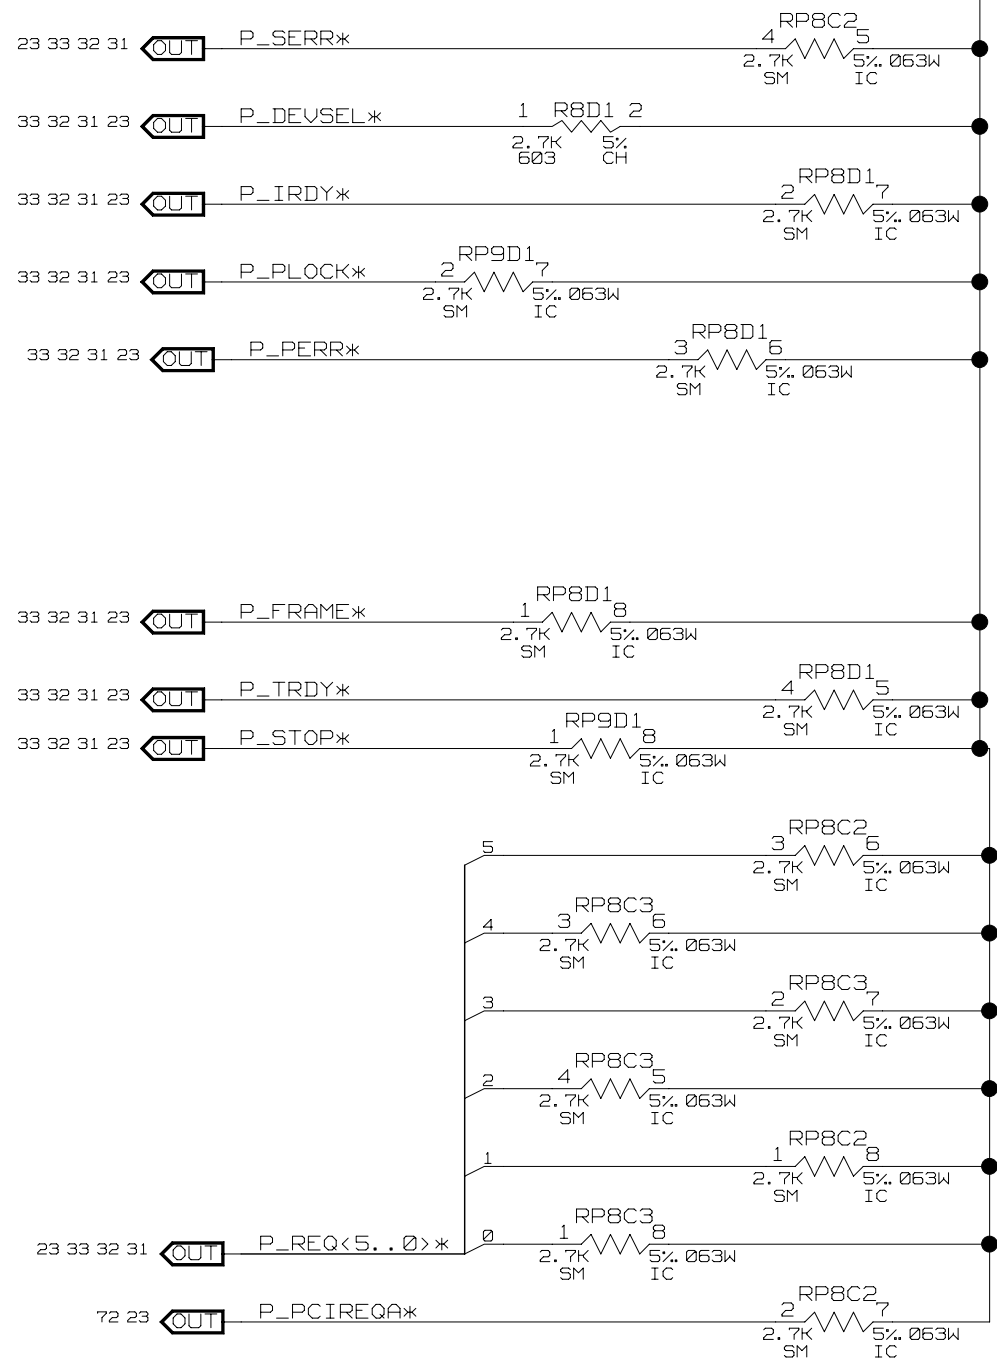 RP8C2
23 33 32 31 OUT P_SERR* 4 5
2.7K 5%.063W
SM IC
33 32 31 23 OUT P_DEVSEL* 1 R8D1 2
2.7K 5%
603 CH
RP8D1
33 32 31 23 OUT P_IRDY* 2 7
2.7K 5%.063W
SM IC
RP9D1
33 32 31 23 OUT P_PLOCK* 2 7
2.7K 5%.063W
SM IC
RP8D1
33 32 31 23 OUT P_PERR* 3 6
2.7K 5%.063W
SM IC
RP8D1
33 32 31 23 OUT P_FRAME* 1 8
2.7K 5%.063W
SM IC
RP8D1
33 32 31 23 OUT P_TRDY* 4 5
2.7K 5%.063W
SM IC
RP9D1
33 32 31 23 OUT P_STOP* 1 8
2.7K 5%.063W
SM IC
RP8C2
5 3 6
2.7K 5%.063W
SM IC
RP8C3
4 3 6
2.7K 5%.063W
SM IC
RP8C3
3 2 7
2.7K 5%.063W
SM IC
RP8C3
2 4 5
2.7K 5%.063W
SM IC
RP8C2
1 1 8
2.7K 5%.063W
SM IC
RP8C3
23 33 32 31 OUT P_REQ<5..0>* 0 1 8
2.7K 5%.063W
SM IC
RP8C2
72 23 OUT P_PCIREQA* 2 7
2.7K 5%.063W
SM IC